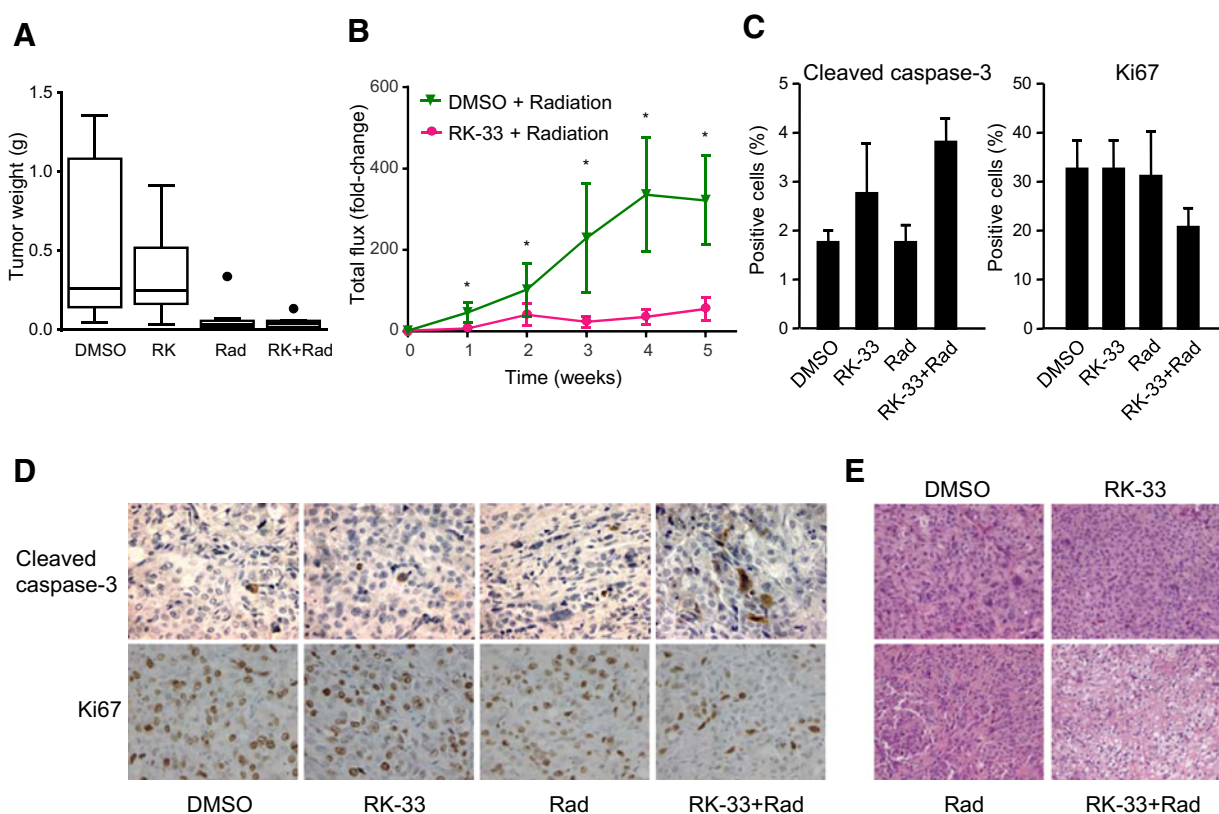 A
Tumor weight (g)
1.5
1.0
0.5
0.0
DMSO RK Rad RK+Rad
B
Total flux (fold-change)
600
400
200
0
DMSO + Radiation
RK-33 + Radiation
* * * * *
0 1 2 3 4 5
Time (weeks)
C
Cleaved caspase-3
Positive cells (%)
5
4
3
2
1
0
DMSO
RK-33
Rad
RK-33+Rad
Ki67
Positive cells (%)
50
40
30
20
10
0
DMSO
RK-33
Rad
RK-33+Rad
D
Cleaved
caspase-3
Ki67
DMSO RK-33 Rad RK-33+Rad
E
DMSO RK-33
Rad RK-33+Rad